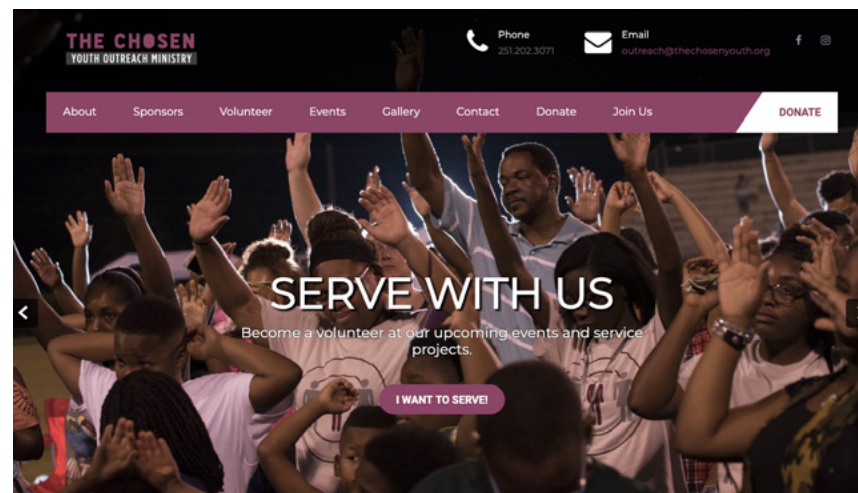 THE CHOSEN
YOUTH OUTREACH MINISTRY
Phone
251.202.3071
Email
outreach@thechosenyouth.org
About Sponsors Volunteer Events Gallery Contact Donate Join Us DONATE
SERVE WITH US
Become a volunteer at our upcoming events and service
projects.
I WANT TO SERVE!